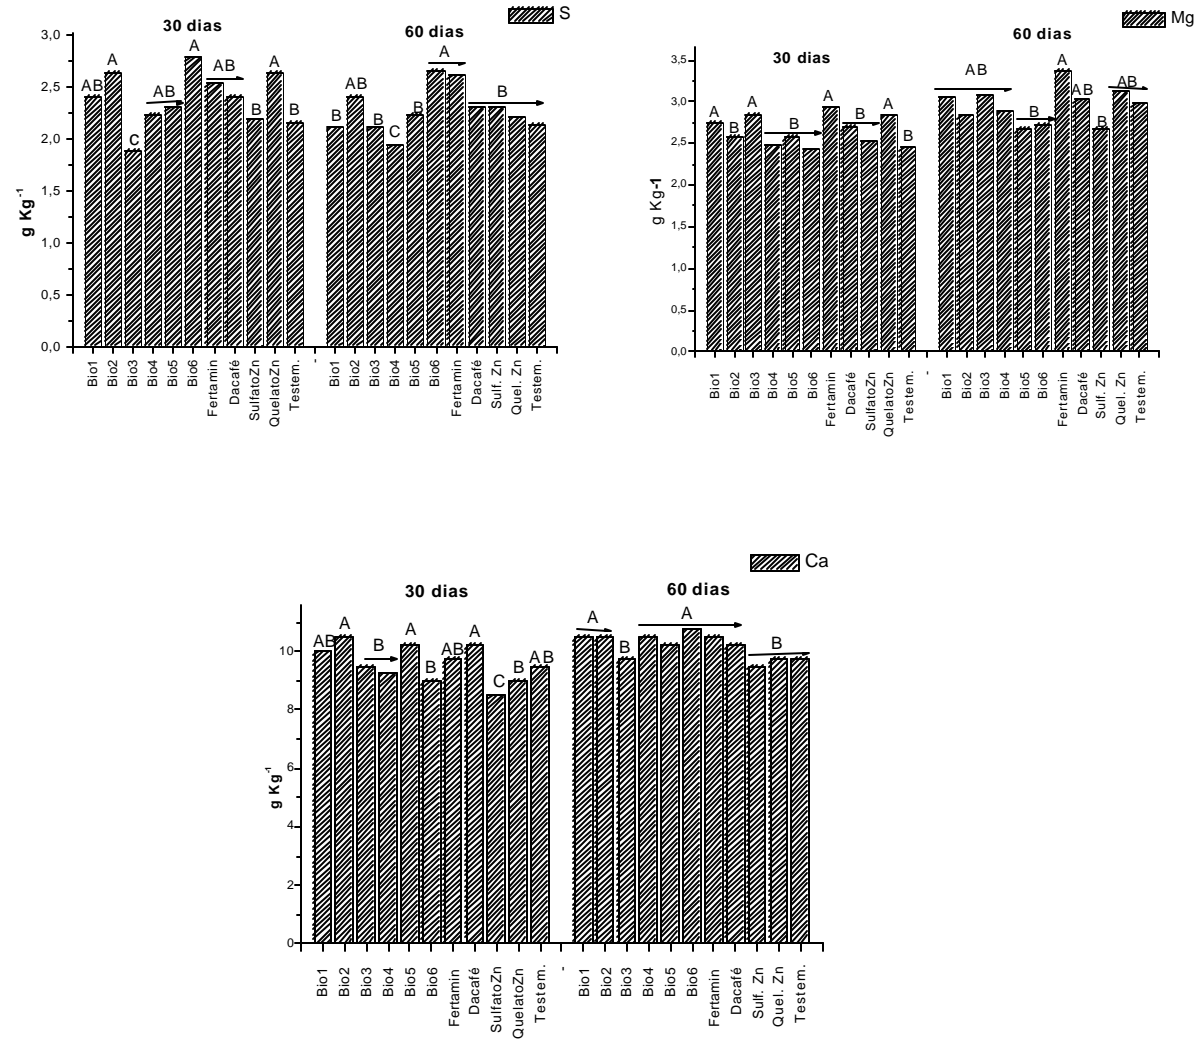 S
30 dias
60 dias
3,0
2,5
2,0
1,5
1,0
0,5
0,0
g Kg-1
AB
A
C
AB
A
AB
B
A
B
B
A
B
C
B
A
B
Bio1
Bio2
Bio3
Bio4
Bio5
Bio6
Fertamin
Dacafé
SulfatoZn
QuelatoZn
Testem.
-
Bio1
Bio2
Bio3
Bio4
Bio5
Bio6
Fertamin.
Dacafé
Sulf. Zn
Quel. Zn
Testem.
Mg
30 dias
60 dias
3,5
3,0
2,5
2,0
1,5
1,0
0,5
0,0
g Kg-1
A
B
A
B
A
B
A
B
AB
B
A
AB
B
AB
Bio1
Bio2
Bio3
Bio4
Bio5
Bio6
Fertamin
Dacafé
SulfatoZn
QuelatoZn
Testem.
-
Bio1
Bio2
Bio3
Bio4
Bio5
Bio6
Fertamin
Dacafé
Sulf. Zn
Quel. Zn
Testem.
Ca
30 dias
60 dias
10
8
6
4
2
0
g Kg-1
AB
A
B
A
B
AB
A
C
B
AB
A
B
A
B
Bio1
Bio2
Bio3
Bio4
Bio5
Bio6
Fertamin
Dacafé
SulfatoZn
QuelatoZn
Testem.
-
Bio1
Bio2
Bio3
Bio4
Bio5
Bio6
Fertamin
Dacafé
Sulf. Zn
Quel. Zn
Testem.